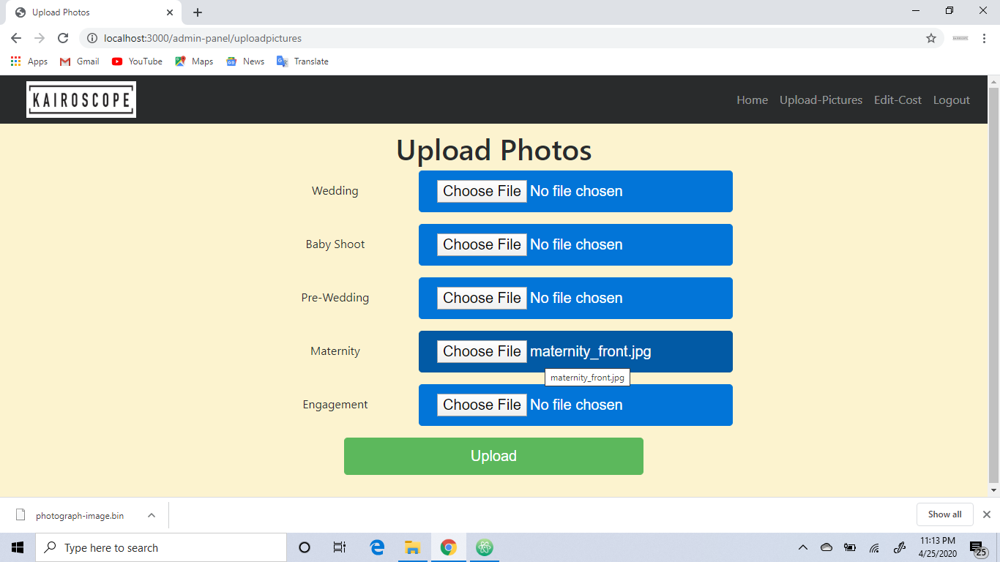 Upload Photos
localhost:3000/admin-panel/uploadpictures
Apps Gmail YouTube Maps News Translate
KAIROSCOPE Home Upload-Pictures Edit-Cost Logout
Upload Photos
Wedding Choose File No file chosen
Baby Shoot Choose File No file chosen
Pre-Wedding Choose File No file chosen
Maternity Choose File maternity_front.jpg
maternity_front.jpg
Engagement Choose File No file chosen
Upload
photograph-image.bin Show all
Type here to search
11:13 PM
4/25/2020
25